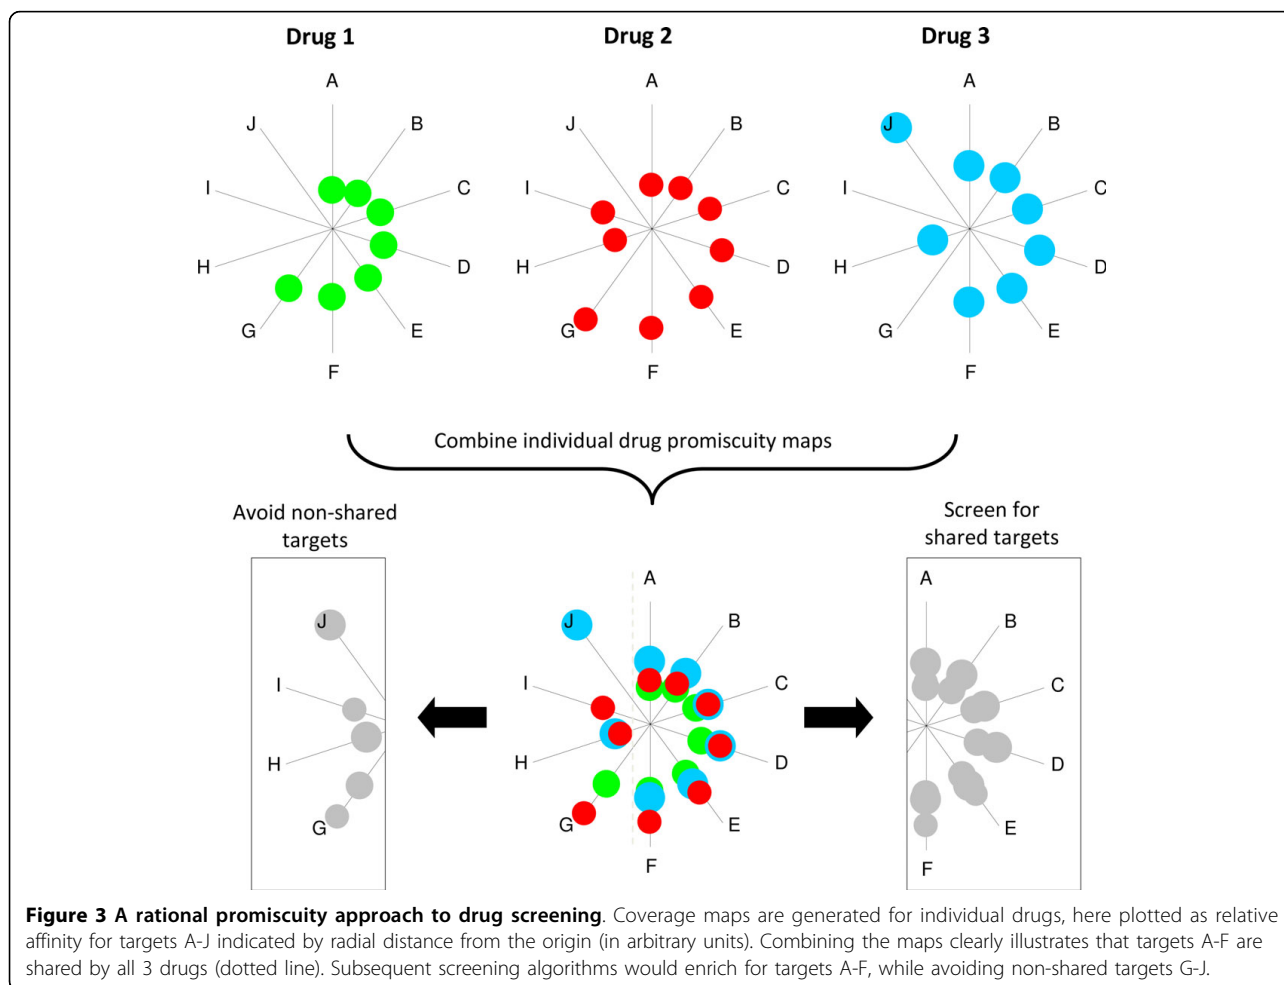 Drug 1
Drug 2
Drug 3
A
B
C
D
E
F
G
H
I
J
A
B
C
D
E
F
G
H
I
J
A
B
C
D
E
F
G
H
I
J
Combine individual drug promiscuity maps
Avoid non-shared
targets
Screen for
shared targets
J
I
H
G
A
B
C
D
E
F
G
H
I
J
A
B
C
D
E
F
Figure 3 A rational promiscuity approach to drug screening. Coverage maps are generated for individual drugs, here plotted as relative
affinity for targets A-J indicated by radial distance from the origin (in arbitrary units). Combining the maps clearly illustrates that targets A-F are
shared by all 3 drugs (dotted line). Subsequent screening algorithms would enrich for targets A-F, while avoiding non-shared targets G-J.